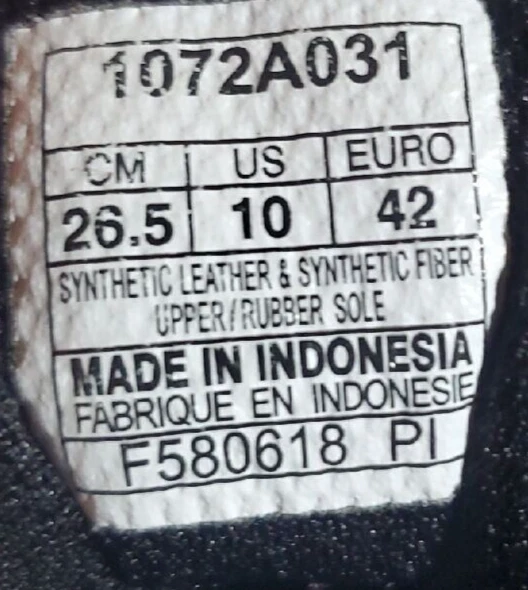 1072A031
CM US EURO
26.5 10 42
SYNTHETIC LEATHER & SYNTHETIC FIBER
UPPER/RUBBER SOLE
MADE IN INDONESIA
FABRIQUE EN INDONESIE
F580618 PI